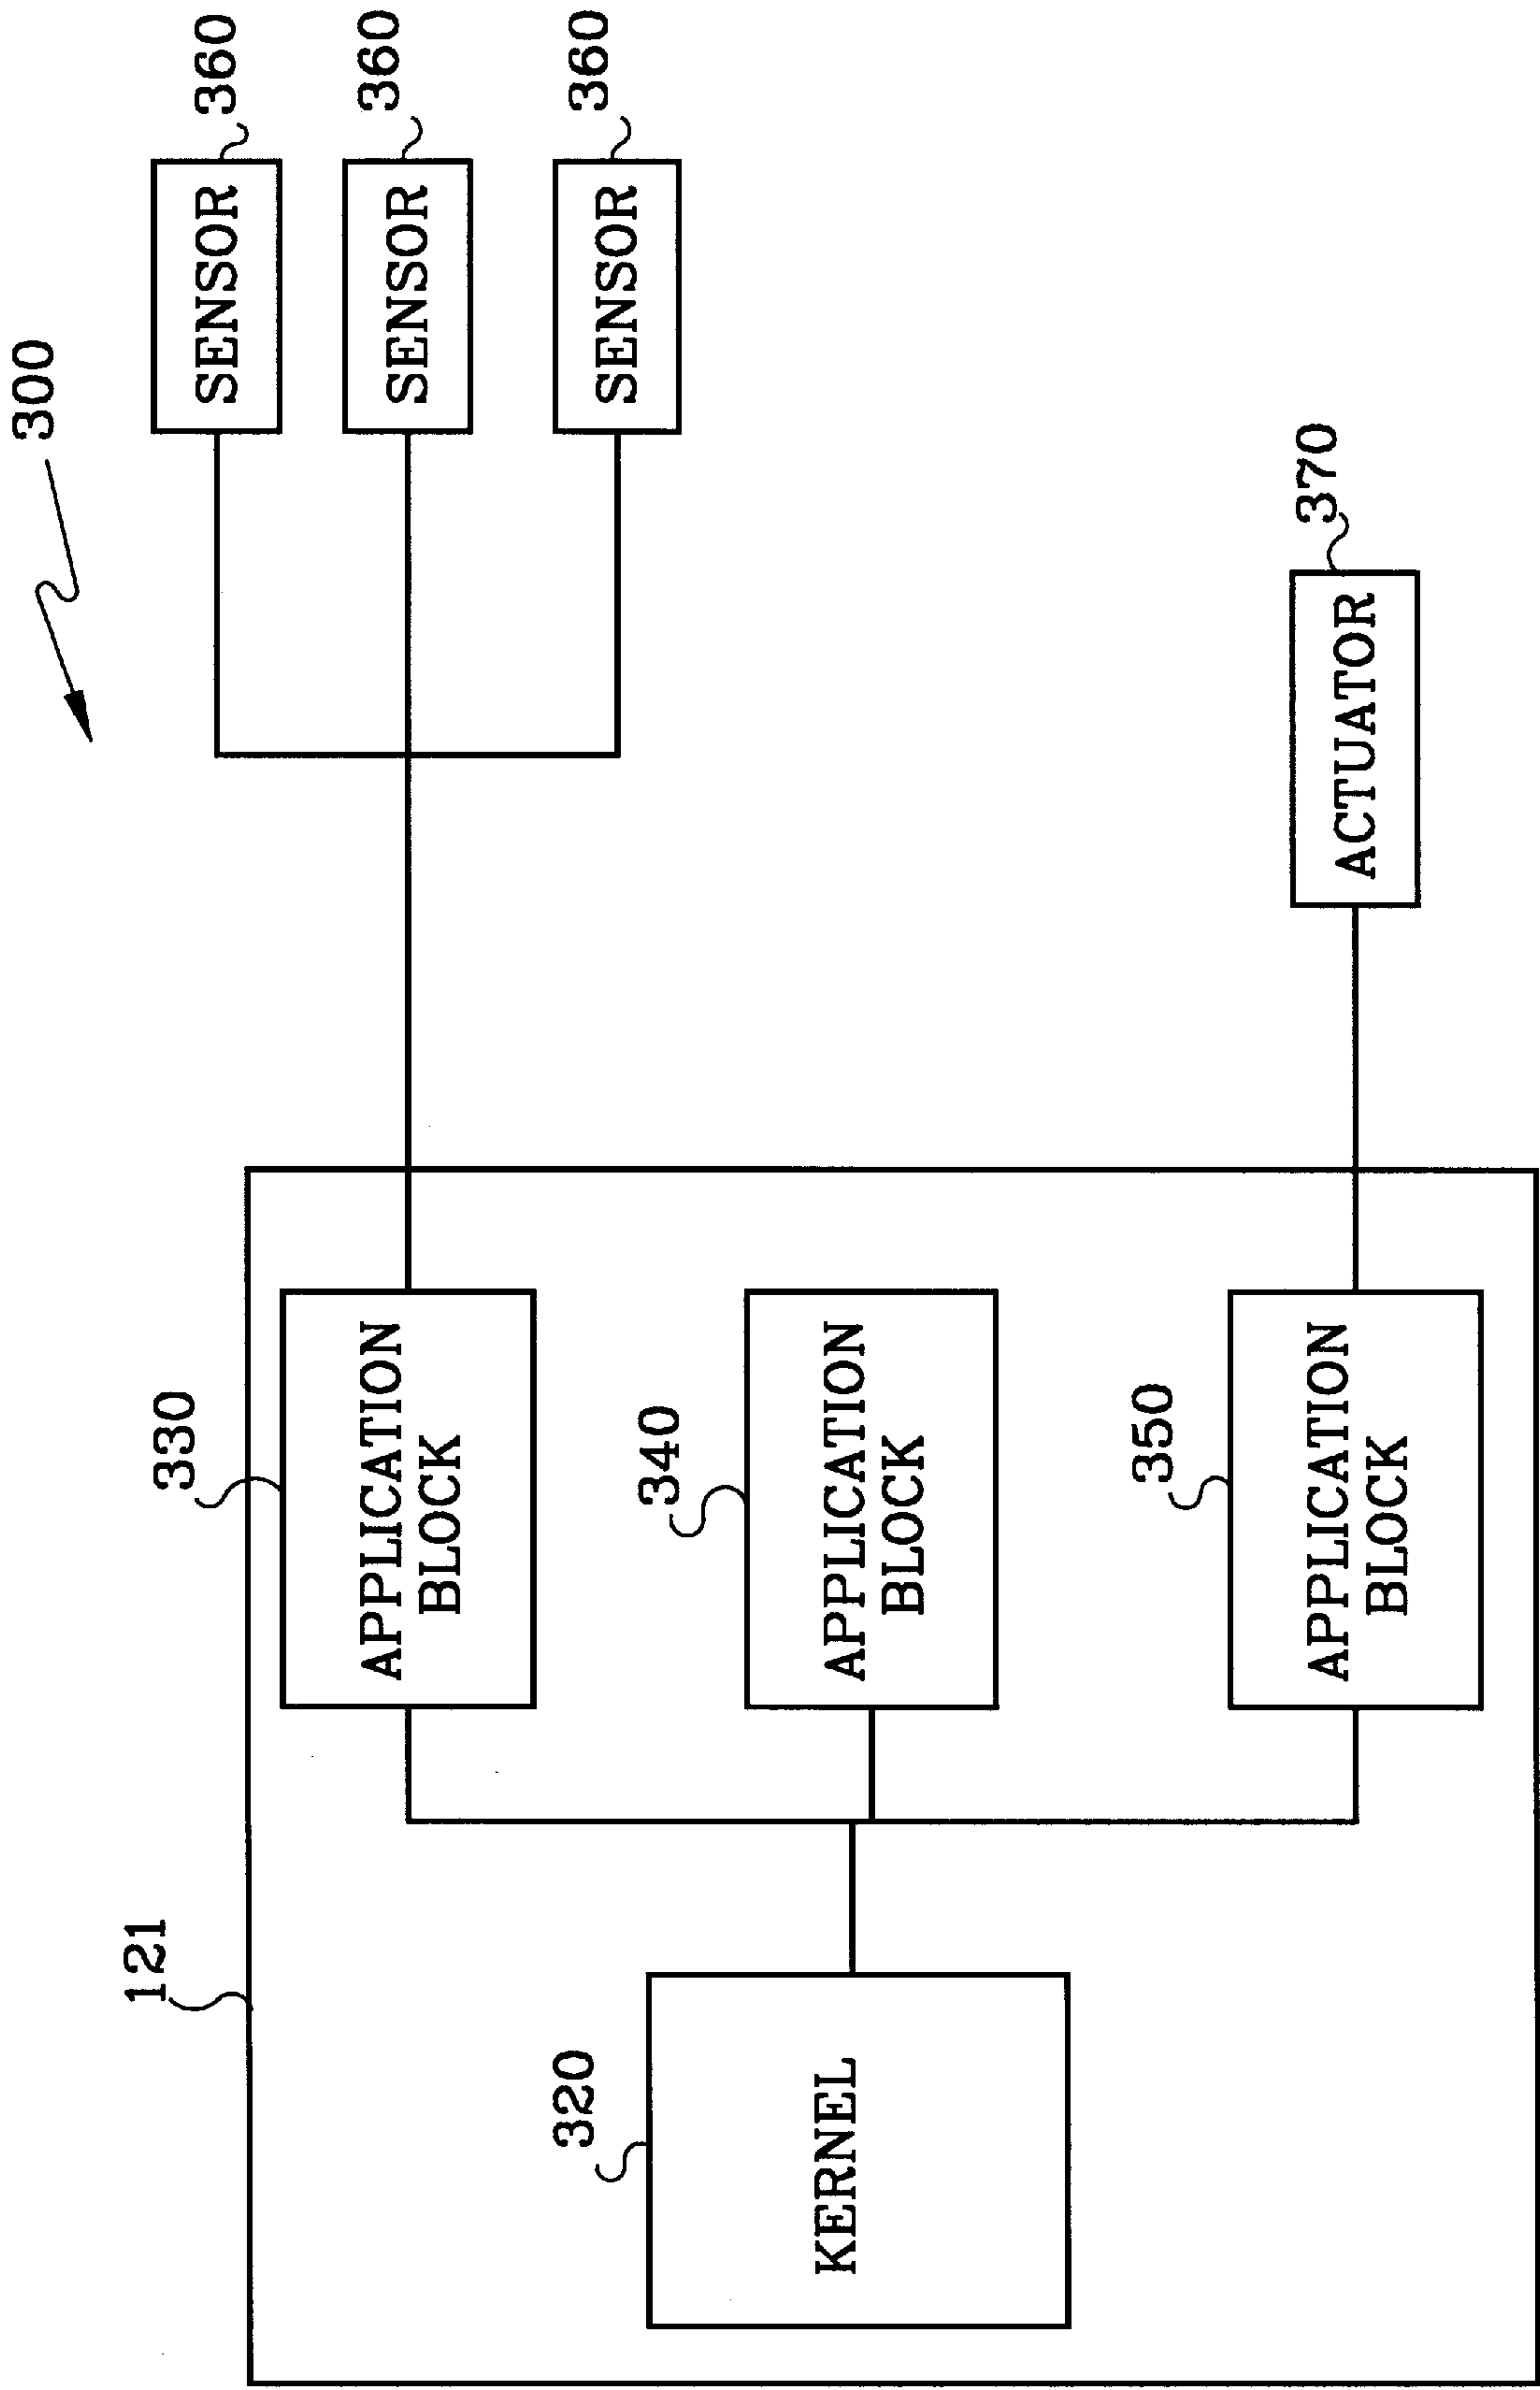 300
121
320
KERNEL
330
APPLICATION
BLOCK
340
APPLICATION
BLOCK
350
APPLICATION
BLOCK
360
SENSOR
360
SENSOR
360
SENSOR
370
ACTUATOR